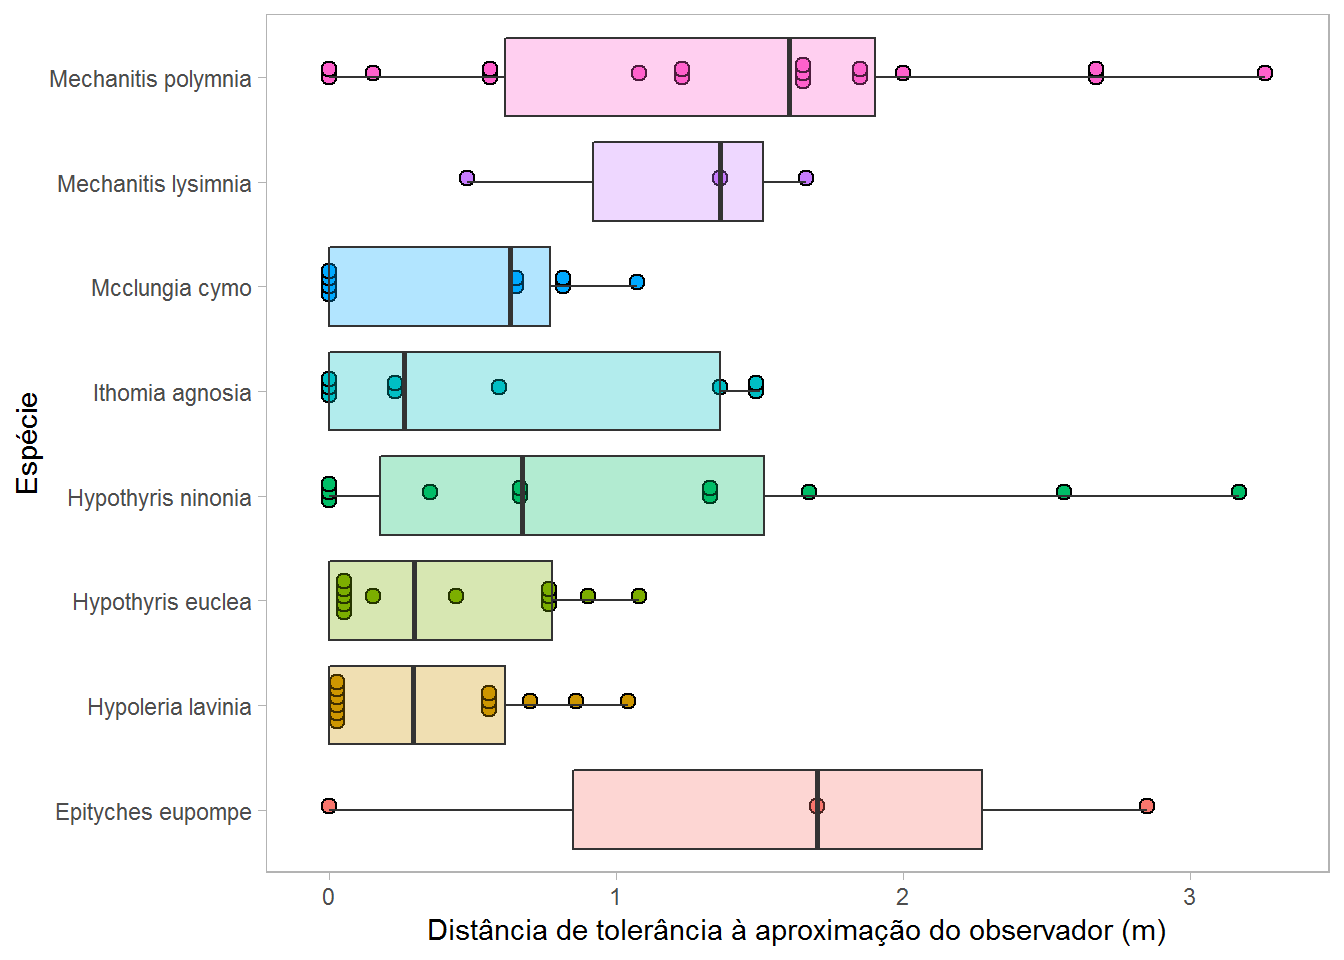 Espécie
Mechanitis polymnia
Mechanitis lysimnia
Mcclungia cymo
Ithomia agnosia
Hypothyris ninonia
Hypothyris euclea
Hypoleria lavinia
Epityches eupompe
0 1 2 3
Distância de tolerância à aproximação do observador (m)